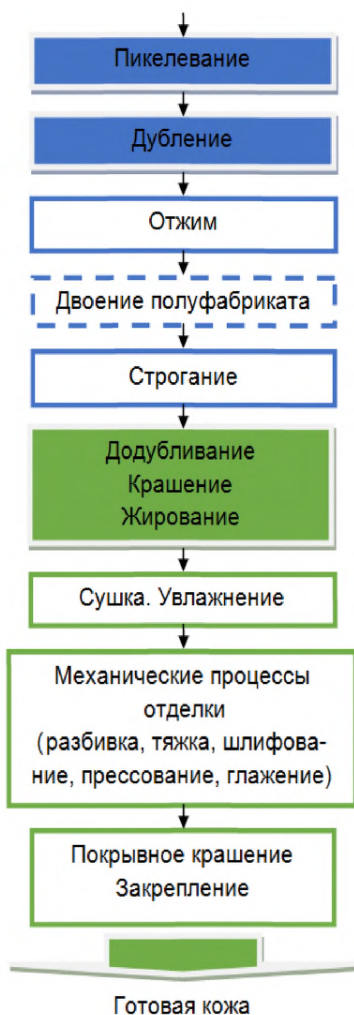 Пикелевание
Дубление
Отжим
Двоение полуфабриката
Строгание
Додубливание
Крашение
Жирование
Сушка. Увлажнение
Механические процессы
отделки
(разбивка, тяжка, шлифова-
ние, прессование, глажение)
Покрывное крашение
Закрепление
Готовая кожа